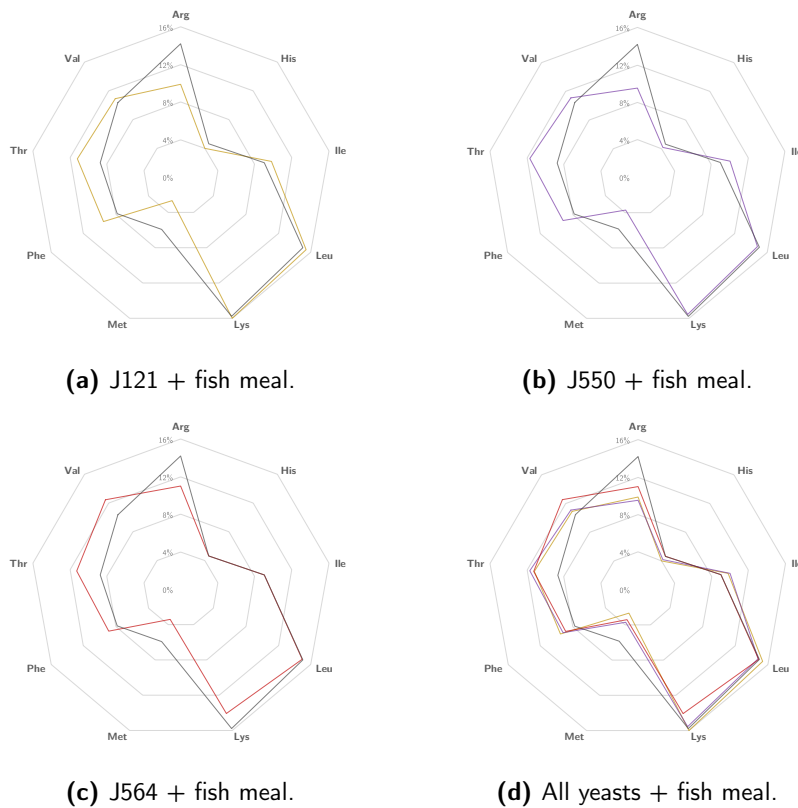 Arg
16%
Val
His
12%
8%
4%
Thr
0%
Ile
Phe
Leu
Met
Lys
(a) J121 + fish meal.
Arg
16%
Val
His
12%
8%
4%
Thr
0%
Ile
Phe
Leu
Met
Lys
(b) J550 + fish meal.
Arg
16%
Val
His
12%
8%
4%
Thr
0%
Ile
Phe
Leu
Met
Lys
(c) J564 + fish meal.
Arg
16%
Val
His
12%
8%
4%
Thr
0%
Ile
Phe
Leu
Met
Lys
(d) All yeasts + fish meal.